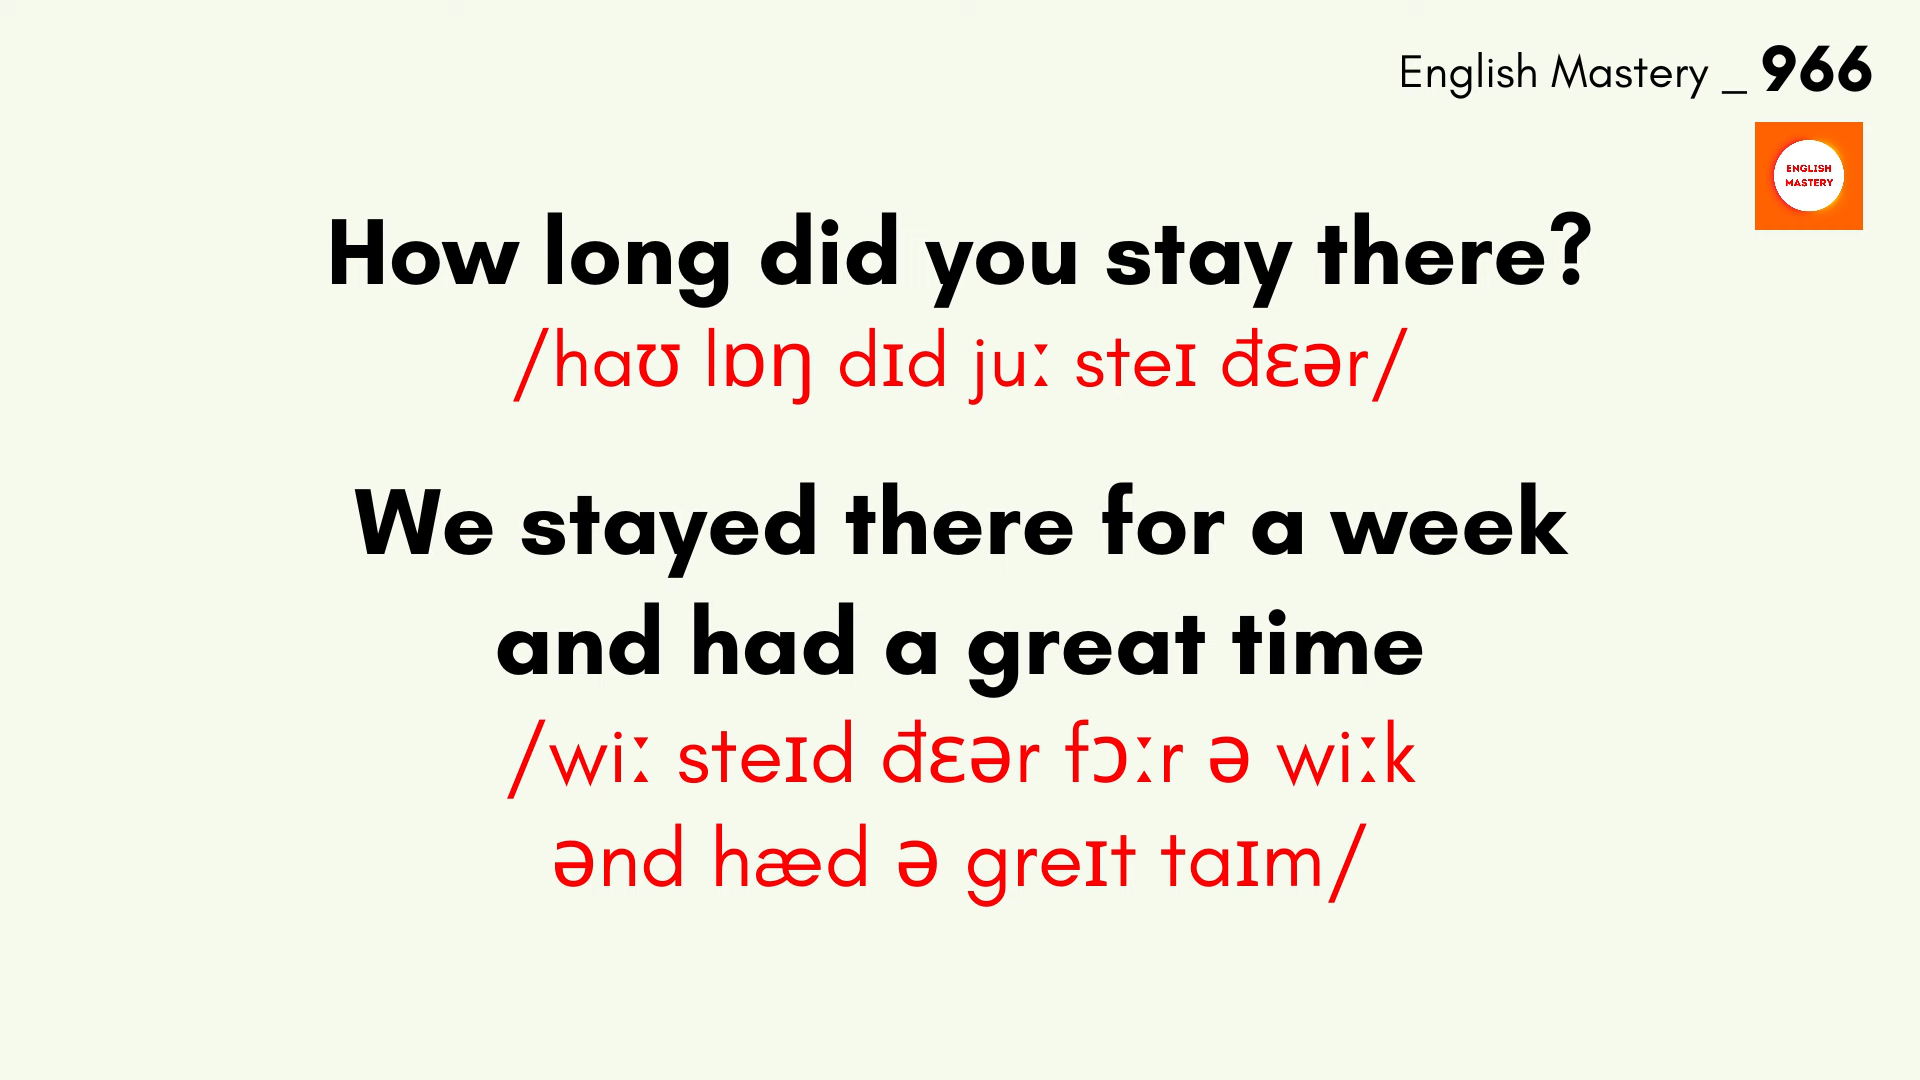 English Mastery _ 966
ENGLISH
MASTERY
How long did you stay there?
/haʊ lɒŋ dɪd juː steɪ đɛər/
We stayed there for a week
and had a great time
/wiː steɪd đɛər fɔːr ə wiːk
ənd hæd ə greɪt taɪm/